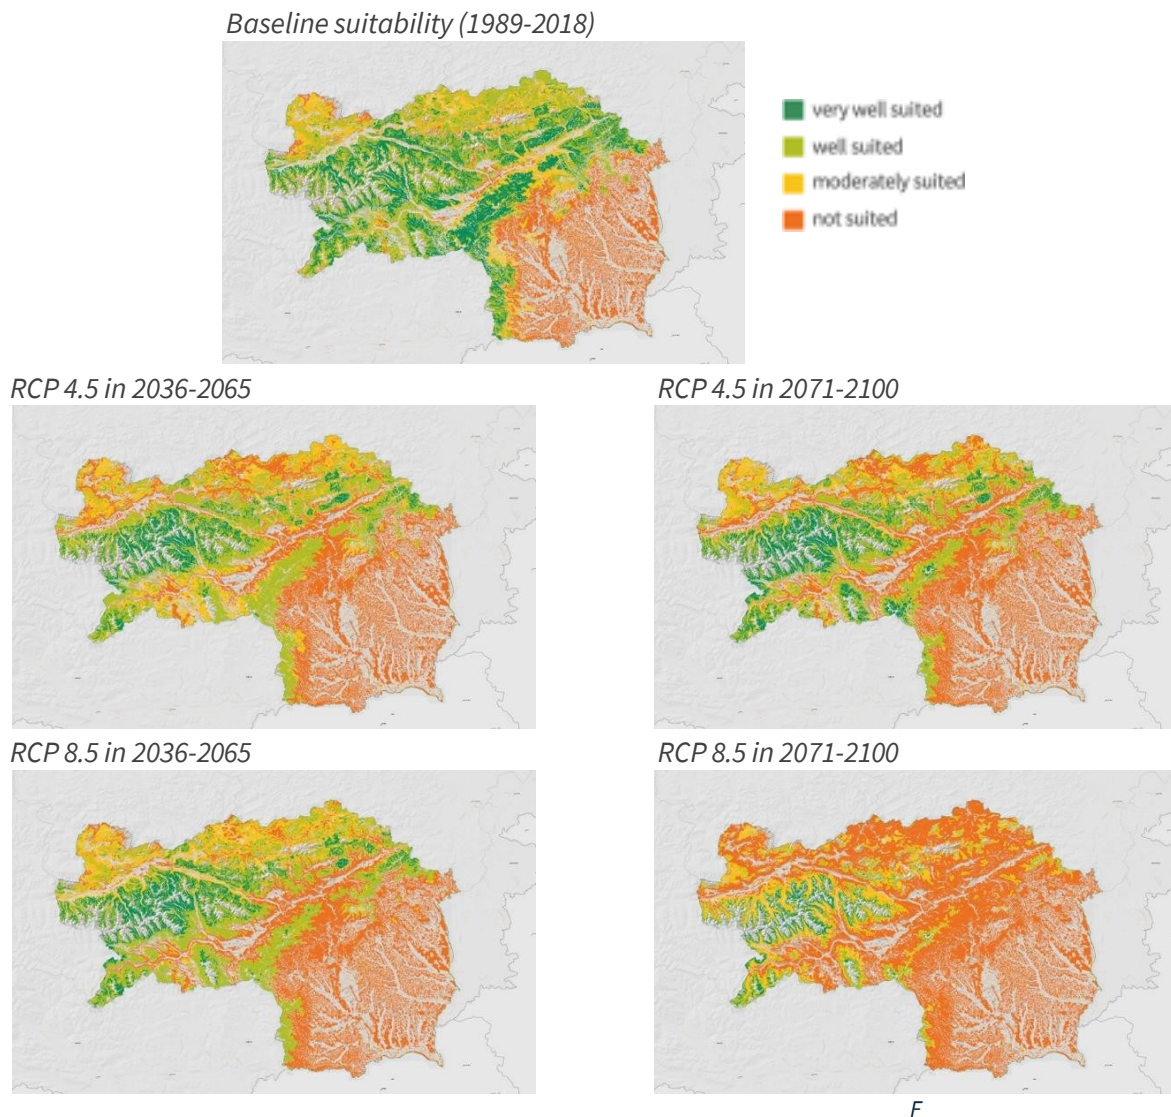 Baseline suitability (1989-2018)
very well suited
well suited
moderately suited
not suited
RCP 4.5 in 2036-2065
RCP 4.5 in 2071-2100
RCP 8.5 in 2036-2065
RCP 8.5 in 2071-2100
F